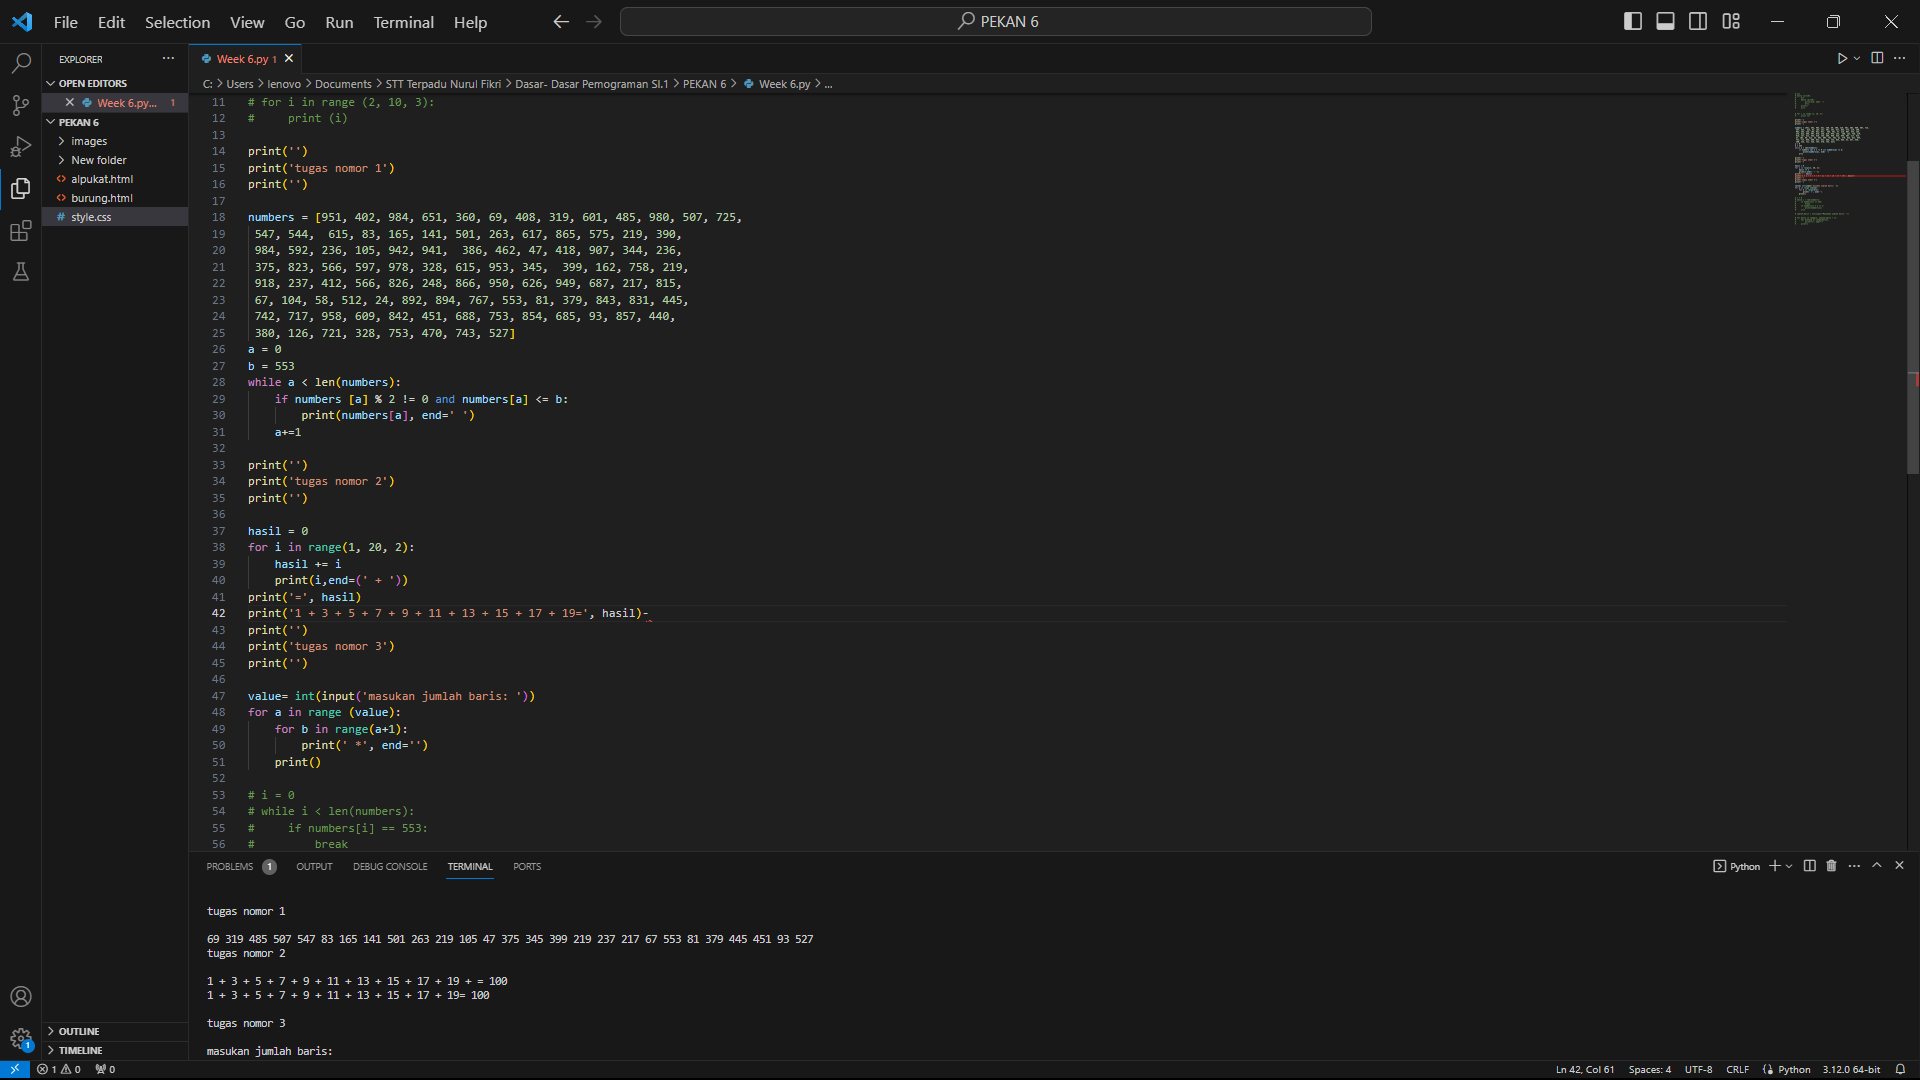 File Edit Selection View Go Run Terminal Help
PEKAN 6
EXPLORER
OPEN EDITORS
Week 6.py... 1
PEKAN 6
images
New folder
alpukat.html
burung.html
style.css
OUTLINE
TIMELINE
Week 6.py 1
C: > Users > lenovo > Documents > STT Terpadu Nurul Fikri > Dasar- Dasar Pemograman SI.1 > PEKAN 6 > Week 6.py > ...
11 # for i in range (2, 10, 3):
12 #     print (i)
13
14 print('')
15 print('tugas nomor 1')
16 print('')
17
18 numbers = [951, 402, 984, 651, 360, 69, 408, 319, 601, 485, 980, 507, 725,
19  547, 544,  615, 83, 165, 141, 501, 263, 617, 865, 575, 219, 390,
20  984, 592, 236, 105, 942, 941,  386, 462, 47, 418, 907, 344, 236,
21  375, 823, 566, 597, 978, 328, 615, 953, 345,  399, 162, 758, 219,
22  918, 237, 412, 566, 826, 248, 866, 950, 626, 949, 687, 217, 815,
23  67, 104, 58, 512, 24, 892, 894, 767, 553, 81, 379, 843, 831, 445,
24  742, 717, 958, 609, 842, 451, 688, 753, 854, 685, 93, 857, 440,
25  380, 126, 721, 328, 753, 470, 743, 527]
26 a = 0
27 b = 553
28 while a < len(numbers):
29     if numbers [a] % 2 != 0 and numbers[a] <= b:
30         print(numbers[a], end=' ')
31     a+=1
32
33 print('')
34 print('tugas nomor 2')
35 print('')
36
37 hasil = 0
38 for i in range(1, 20, 2):
39     hasil += i
40     print(i,end=(' + '))
41 print('=', hasil)
42 print('1 + 3 + 5 + 7 + 9 + 11 + 13 + 15 + 17 + 19=', hasil)-
43 print('')
44 print('tugas nomor 3')
45 print('')
46
47 value= int(input('masukan jumlah baris: '))
48 for a in range (value):
49     for b in range(a+1):
50         print(' *', end='')
51     print()
52
53 # i = 0
54 # while i < len(numbers):
55 #     if numbers[i] == 553:
56 #         break
PROBLEMS 1 OUTPUT DEBUG CONSOLE TERMINAL PORTS
Python
tugas nomor 1
69 319 485 507 547 83 165 141 501 263 219 105 47 375 345 399 219 237 217 67 553 81 379 445 451 93 527
tugas nomor 2
1 + 3 + 5 + 7 + 9 + 11 + 13 + 15 + 17 + 19 + = 100
1 + 3 + 5 + 7 + 9 + 11 + 13 + 15 + 17 + 19= 100
tugas nomor 3
masukan jumlah baris:
1
1 0 0
Ln 42, Col 61 Spaces: 4 UTF-8 CRLF Python 3.12.0 64-bit